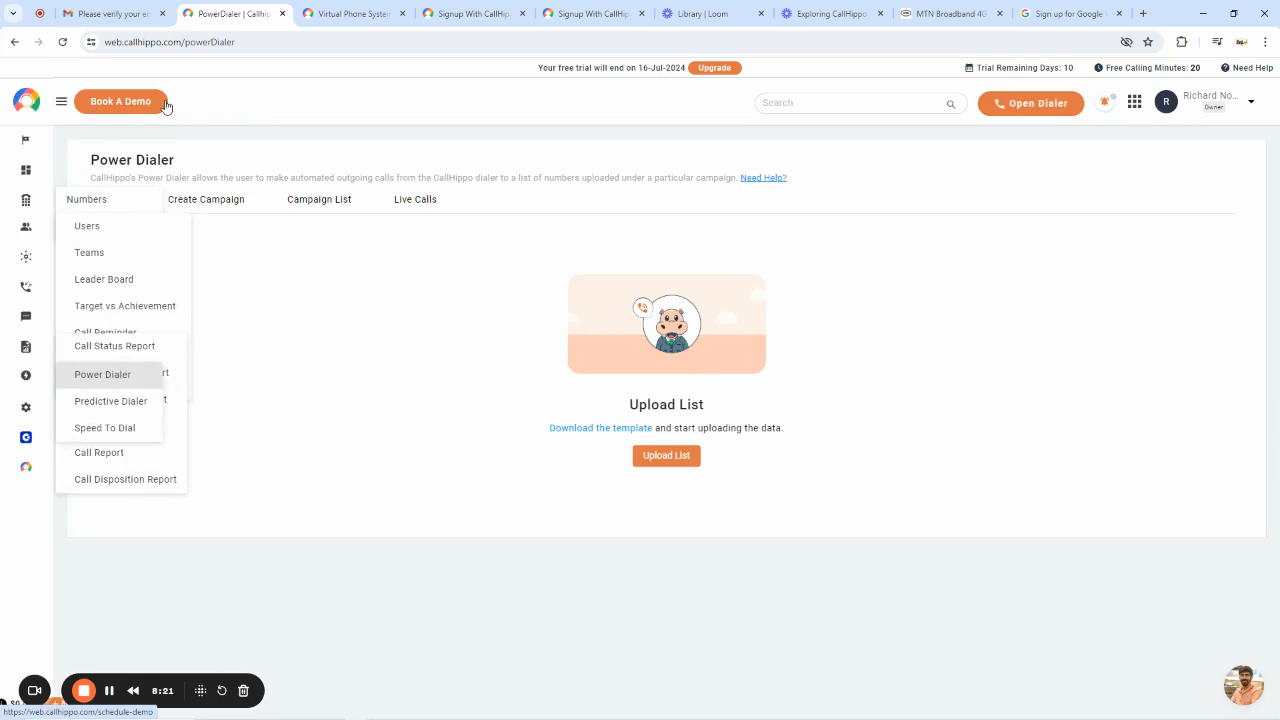 Please verify your e
PowerDialer | Callhipp
Virtual Phone System
Signup With CallHip
Signup With CallHip
Library | Loom
Exploring CallHippo
MTN Broadband 4G
Sign up for Google
web.callhippo.com/powerDialer
Your free trial will end on 16-Jul-2024 Upgrade
Trial Remaining Days: 10
Free Calling Minutes: 20
Need Help
Book A Demo
Search
Open Dialer
R
Richard No...
Owner
Power Dialer
CallHippo's Power Dialer allows the user to make automated outgoing calls from the CallHippo dialer to a list of numbers uploaded under a particular campaign. Need Help?
Numbers
Create Campaign
Campaign List
Live Calls
Users
Teams
Leader Board
Target vs Achievement
Call Reminder
Call Status Report
Power Dialer
Predictive Dialer
Speed To Dial
Call Report
Call Disposition Report
Upload List
Download the template and start uploading the data.
Upload List
8:21
https://web.callhippo.com/schedule-demo